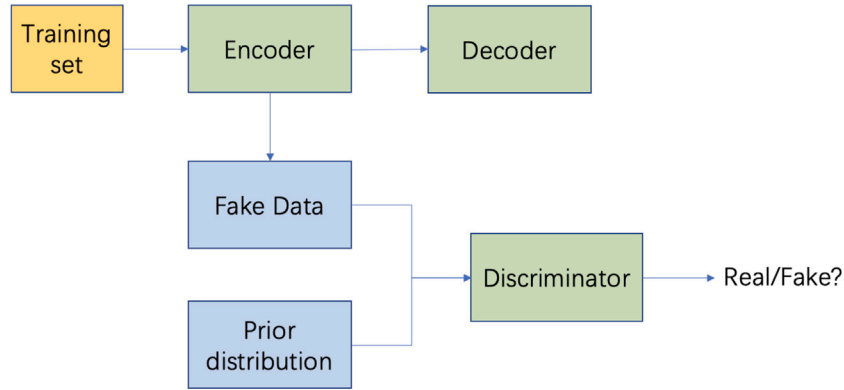 Training
set
Encoder
Decoder
Fake Data
Discriminator
Real/Fake?
Prior
distribution